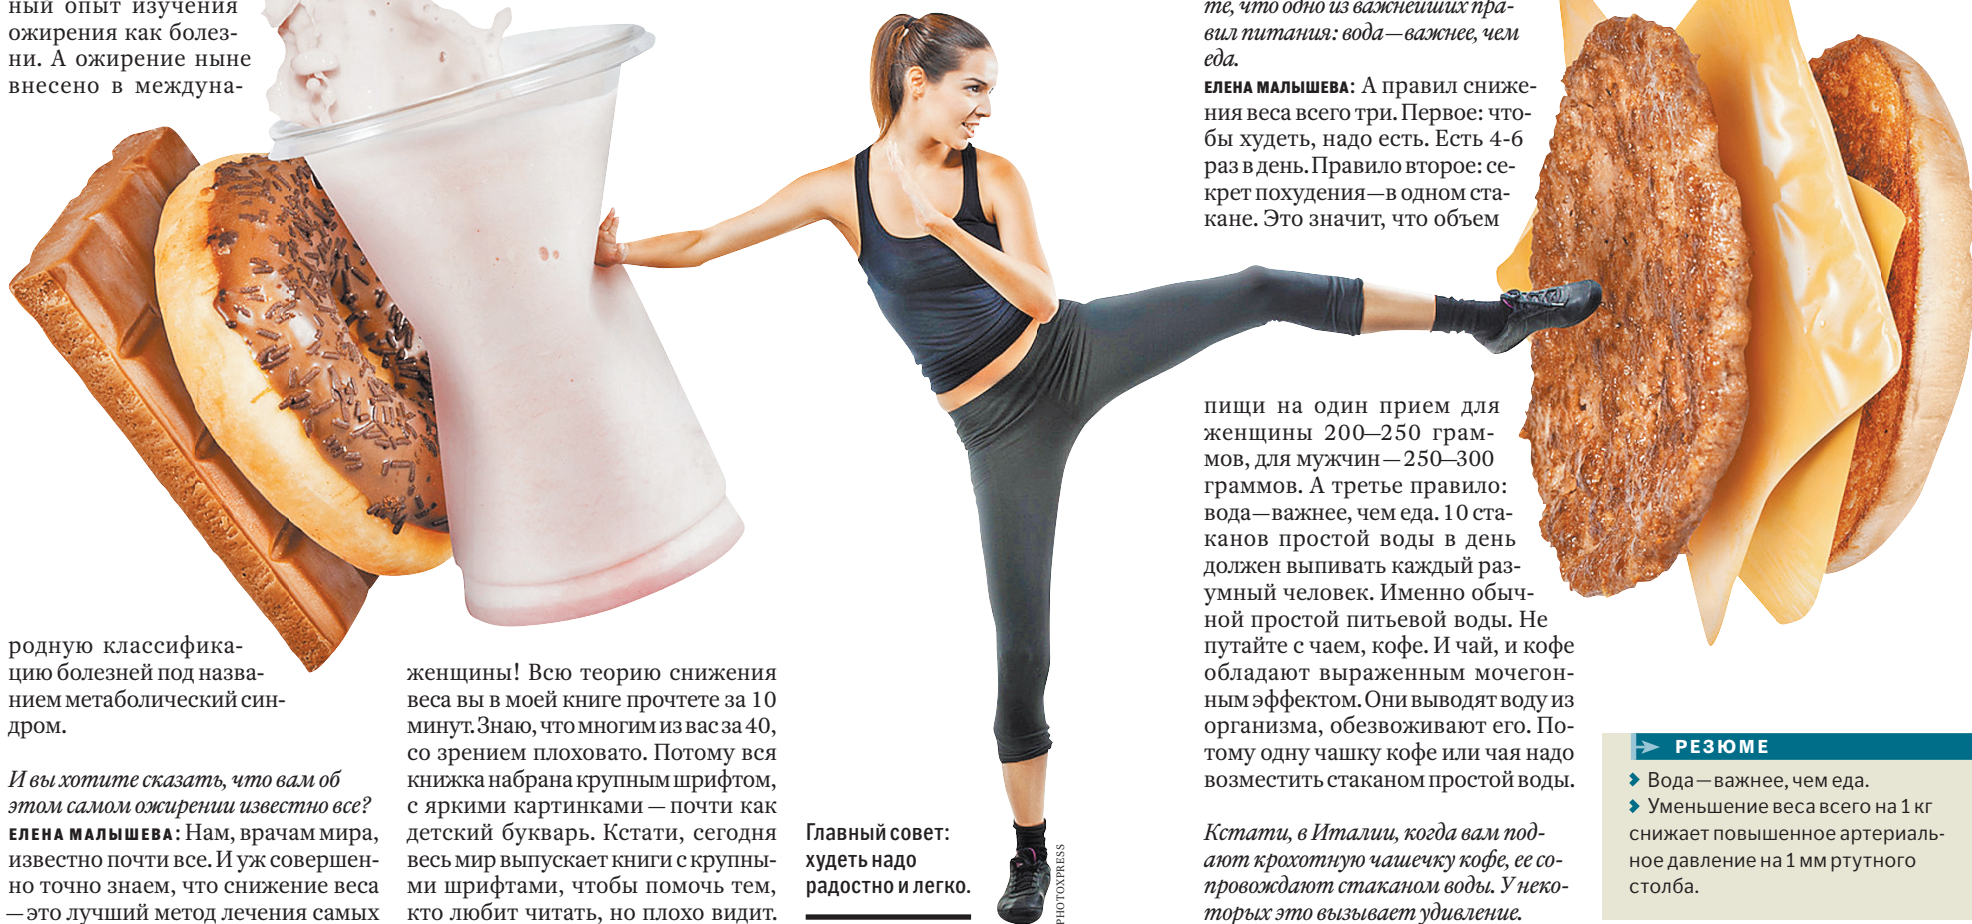 ный опыт изучения
ожирения как болез-
ни. А ожирение ныне
внесено в междуна-
родную классифика-
цию болезней под назва-
нием метаболический син-
дром.
И вы хотите сказать, что вам об
этом самом ожирении известно все?
ЕЛЕНА МАЛЫШЕВА: Нам, врачам мира,
известно почти все. И уж совершен-
но точно знаем, что снижение веса
—это лучший метод лечения самых
женщины! Всю теорию снижения
веса вы в моей книге прочтете за 10
минут. Знаю, что многим из вас за 40,
со зрением плоховато. Потому вся
книжка набрана крупным шрифтом,
с яркими картинками — почти как
детский букварь. Кстати, сегодня
весь мир выпускает книги с крупны-
ми шрифтами, чтобы помочь тем,
кто любит читать, но плохо видит.
Главный совет:
худеть надо
радостно и легко.
PHOTOXPRESS
те, что одно из важнейших пра-
вил питания: вода—важнее, чем
еда.
ЕЛЕНА МАЛЫШЕВА: А правил сниже-
ния веса всего три. Первое: что-
бы худеть, надо есть. Есть 4-6
раз в день. Правило второе: се-
крет похудения—в одном ста-
кане. Это значит, что объем
пищи на один прием для
женщины 200—250 грам-
мов, для мужчин—250—300
граммов. А третье правило:
вода—важнее, чем еда. 10 ста-
канов простой воды в день
должен выпивать каждый раз-
умный человек. Именно обыч-
ной простой питьевой воды. Не
путайте с чаем, кофе. И чай, и кофе
обладают выраженным мочегон-
ным эффектом. Они выводят воду из
организма, обезвоживают его. По-
тому одну чашку кофе или чая надо
возместить стаканом простой воды.
Кстати, в Италии, когда вам под-
ают крохотную чашечку кофе, ее со-
провождают стаканом воды. У неко-
торых это вызывает удивление.
РЕЗЮМЕ
Вода—важнее, чем еда.
Уменьшение веса всего на 1 кг
снижает повышенное артериаль-
ное давление на 1 мм ртутного
столба.